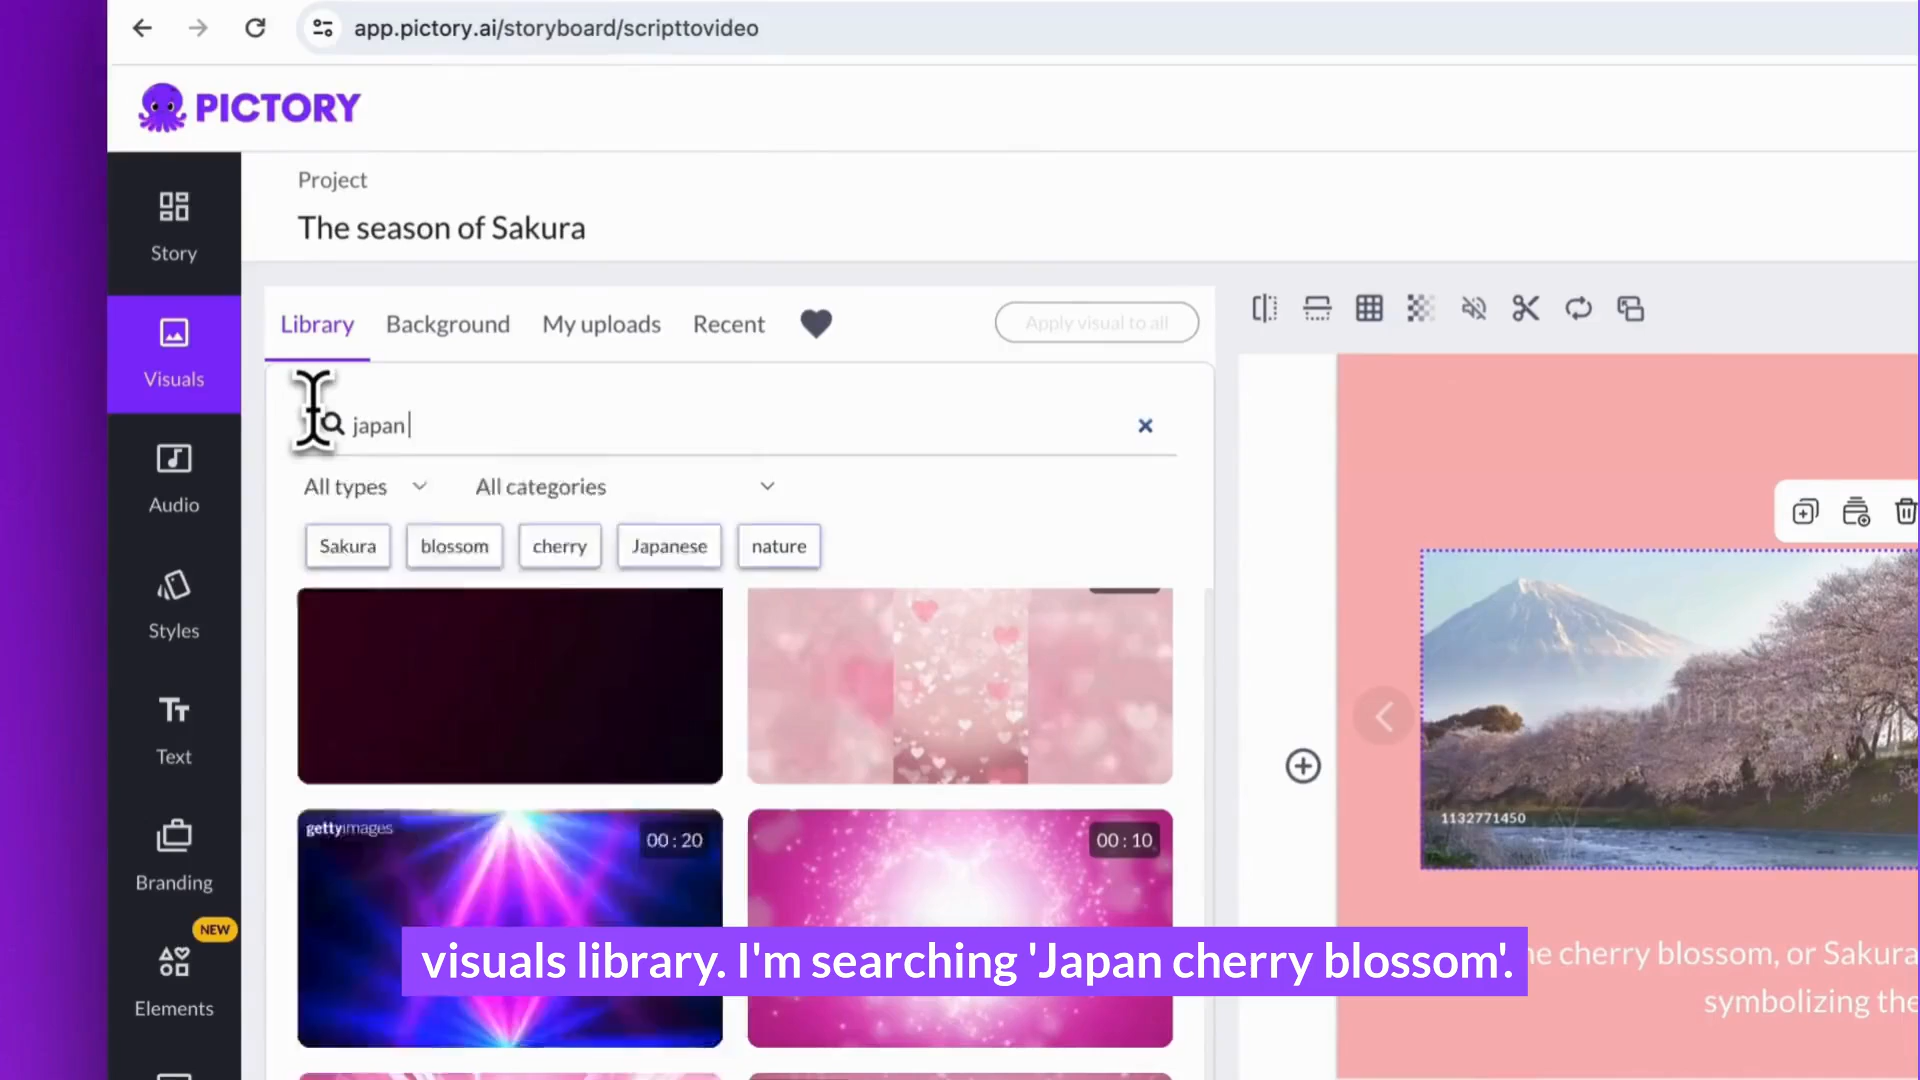 app.pictory.ai/storyboard/scripttovideo
PICTORY
Project
The season of Sakura
Story
Visuals
Audio
Styles
Text
Branding
NEW
Elements
Library
Background
My uploads
Recent
Apply visual to all
japan
All types
All categories
Sakura
blossom
cherry
Japanese
nature
gettyimages
00:20
00:10
1132771450
ne cherry blossom, or Sakura
symbolizing the
visuals library. I'm searching 'Japan cherry blossom'.